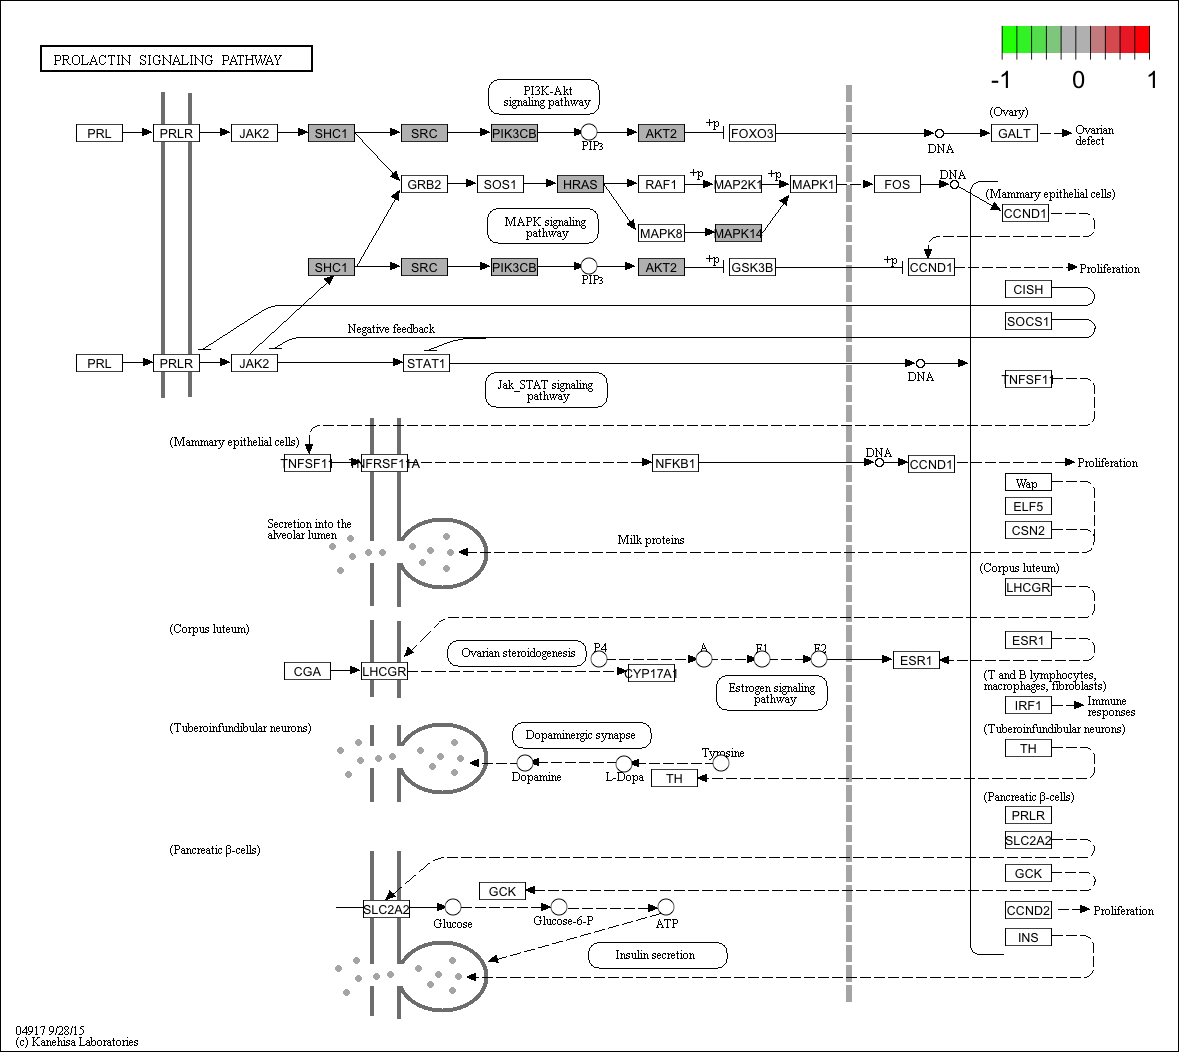 PROLACTIN SIGNALING PATHWAY
-1 0 1
PI3K-Akt
signaling pathway
(Ovary)
PRL PRLR JAK2 SHC1 SRC PIK3CB PIP3 AKT2 +p FOXO3 DNA GALT Ovarian
defect
GRB2 SOS1 HRAS RAF1 +p MAP2K1 +p MAPK1 FOS DNA
(Mammary epithelial cells)
CCND1
MAPK signaling
pathway
MAPK8 MAPK14
SHC1 SRC PIK3CB PIP3 AKT2 +p GSK3B +p CCND1 Proliferation
CISH
SOCS1
Negative feedback
PRL PRLR JAK2 STAT1 DNA
Jak_STAT signaling
pathway
TNFSF11
(Mammary epithelial cells)
TNFSF11 TNFRSF11A NFKB1 DNA CCND1 Proliferation
Wap
ELF5
CSN2
Secretion into the
alveolar lumen
Milk proteins
(Corpus luteum)
LHCGR
(Corpus luteum)
ESR1
Ovarian steroidogenesis
P4 A E1 E2 ESR1
CGA LHCGR CYP17A1
Estrogen signaling
pathway
(T and B lymphocytes,
macrophages, fibroblasts)
IRF1 Immune
responses
(Tuberoinfundibular neurons)
(Tuberoinfundibular neurons)
TH
Dopaminergic synapse
Dopamine L-Dopa Tyrosine
TH
(Pancreatic β-cells)
PRLR
SLC2A2
(Pancreatic β-cells)
GCK
GCK
SLC2A2 Glucose Glucose-6-P ATP
CCND2 Proliferation
INS
Insulin secretion
04917 9/28/15
(c) Kanehisa Laboratories